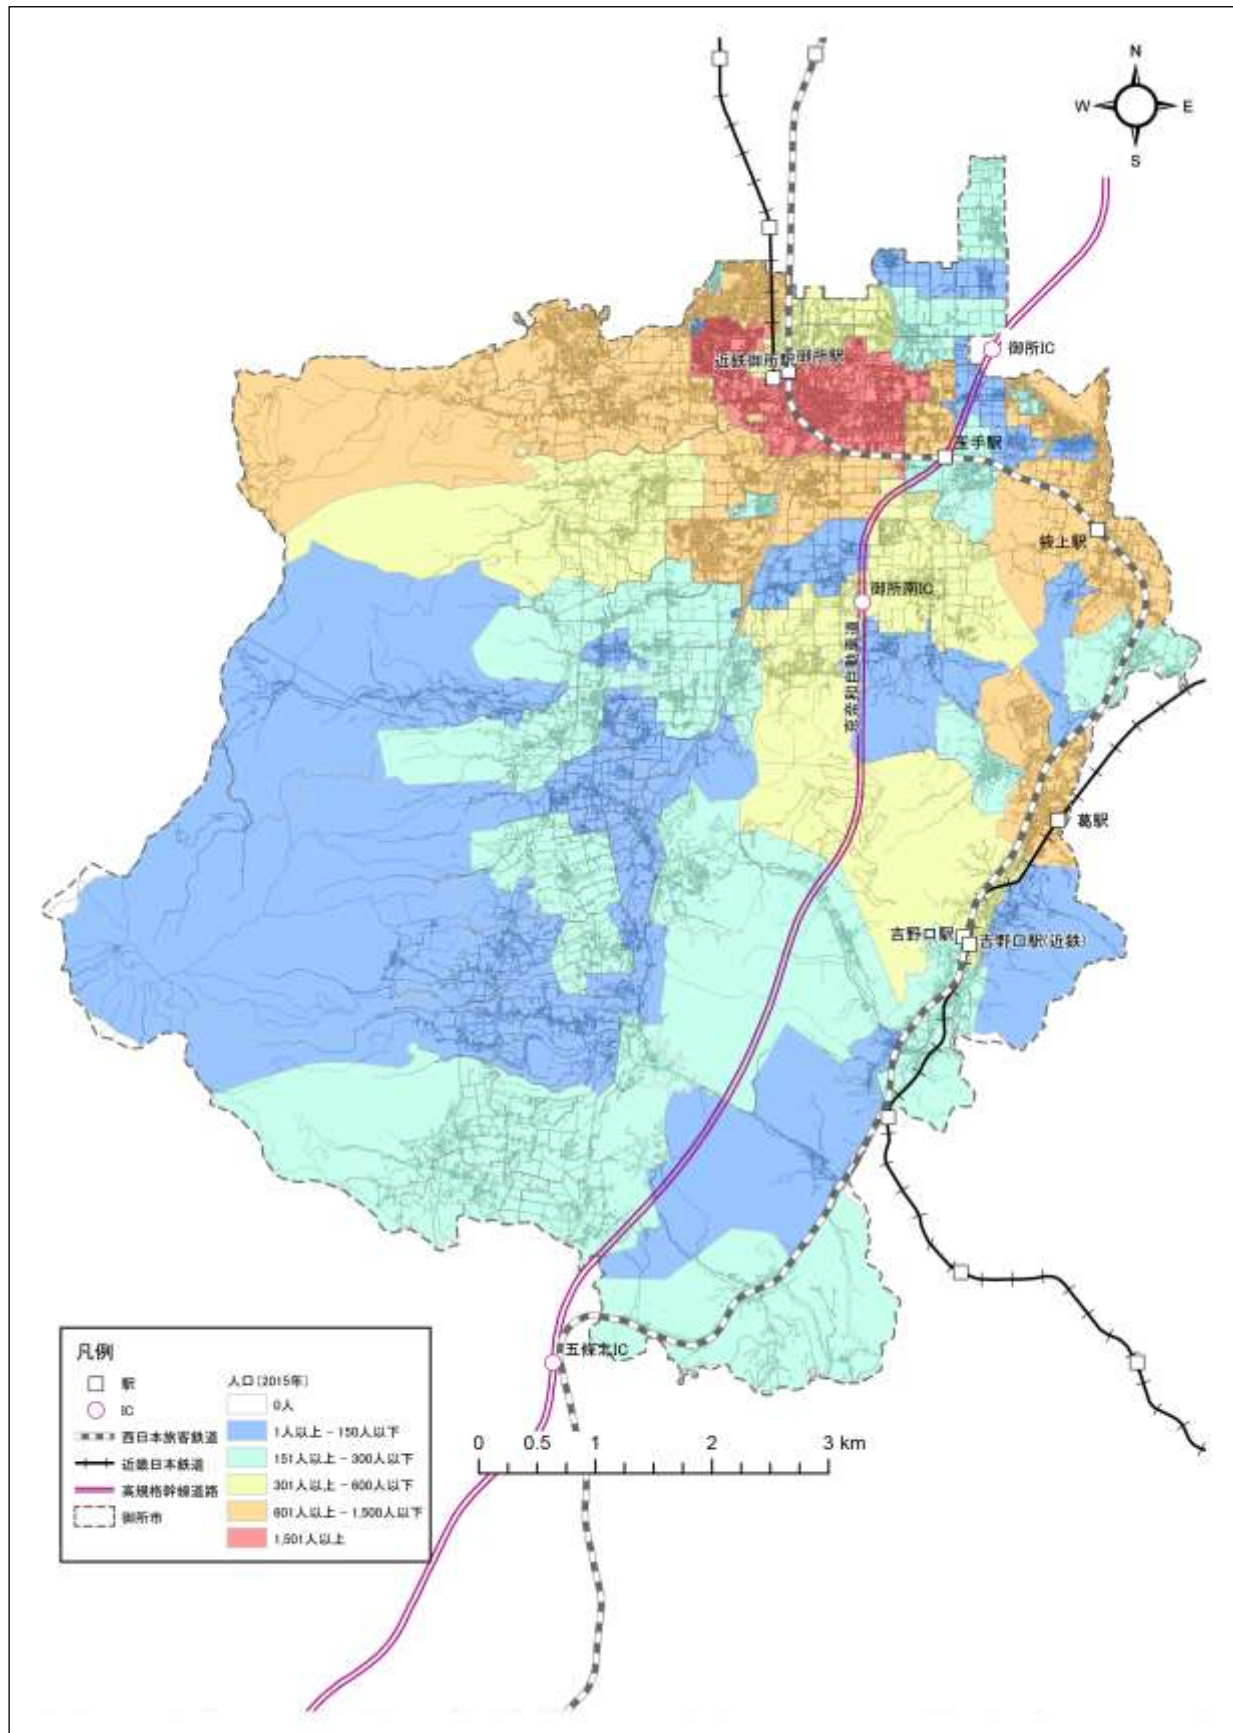 N
W E
S
御所IC
近鉄御所駅 御所駅
玉手駅
掖上駅
御所南IC
京奈和自動車道
葛駅
吉野口駅
吉野口駅(近鉄)
五條北IC
凡例
駅
IC
西日本旅客鉄道
近畿日本鉄道
高規格幹線道路
御所市
人口(2015年)
0人
1人以上 - 150人以下
151人以上 - 300人以下
301人以上 - 600人以下
601人以上 - 1,500人以下
1,501人以上
0 0.5 1 2 3 km